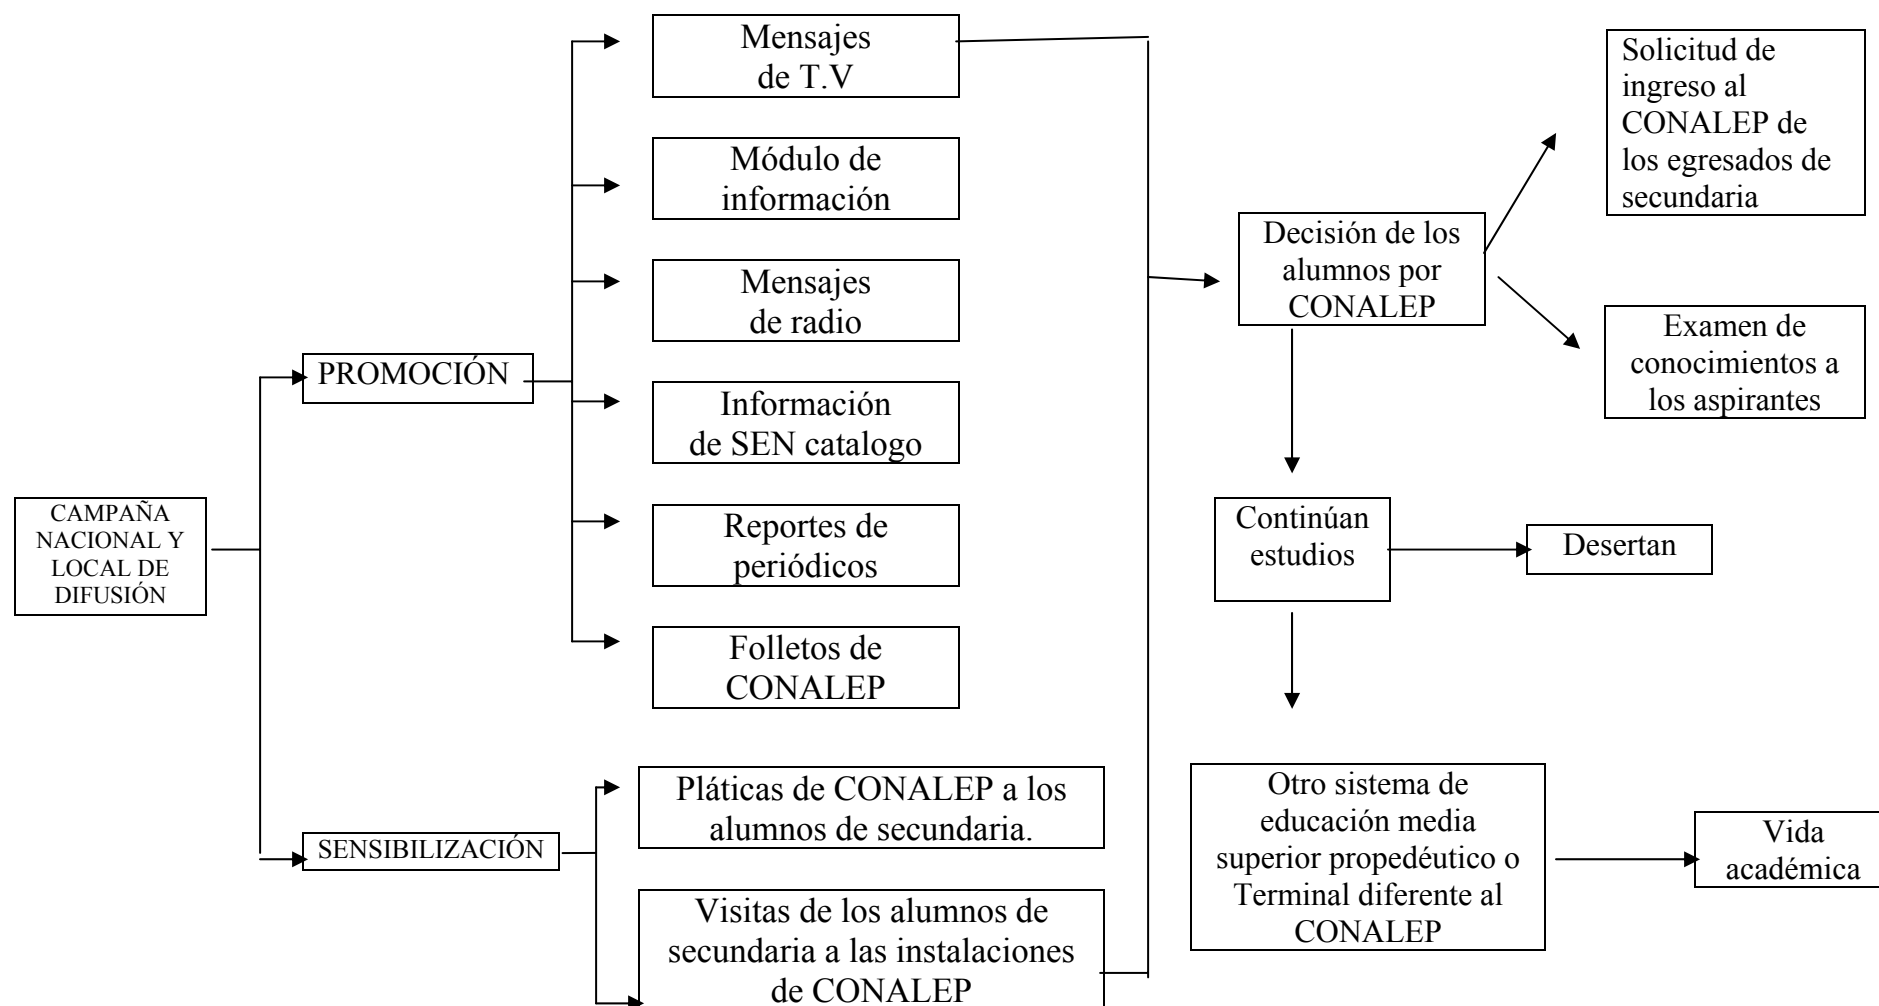 Mensajes
de T.V
Módulo de
información
Mensajes
de radio
Información
de SEN catalogo
Reportes de
periódicos
Folletos de
CONALEP
PROMOCIÓN
CAMPAÑA
NACIONAL Y
LOCAL DE
DIFUSIÓN
SENSIBILIZACIÓN
Pláticas de CONALEP a los
alumnos de secundaria.
Visitas de los alumnos de
secundaria a las instalaciones
de CONALEP
Decisión de los
alumnos por
CONALEP
Solicitud de
ingreso al
CONALEP de
los egresados de
secundaria
Examen de
conocimientos a
los aspirantes
Continúan
estudios
Desertan
Otro sistema de
educación media
superior propedéutico o
Terminal diferente al
CONALEP
Vida
académica